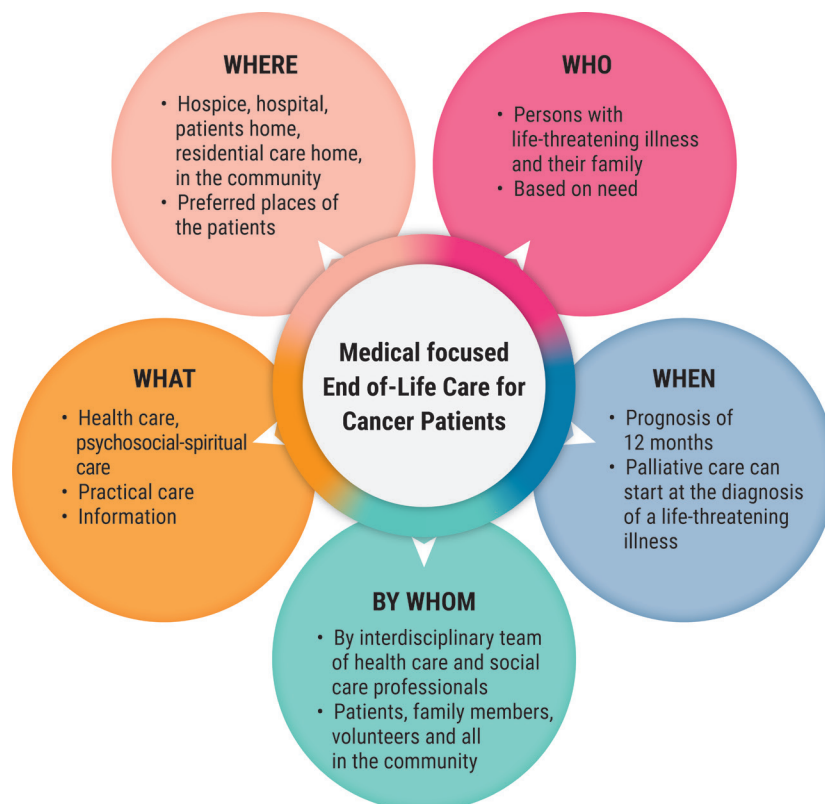 WHERE
• Hospice, hospital,
patients home,
residential care home,
in the community
• Preferred places of
the patients
WHO
• Persons with
life-threatening illness
and their family
• Based on need
Medical focused
End of-Life Care for
Cancer Patients
WHAT
• Health care,
psychosocial-spiritual
care
• Practical care
• Information
WHEN
• Prognosis of
12 months
• Palliative care can
start at the diagnosis
of a life-threatening
illness
BY WHOM
• By interdisciplinary team
of health care and social
care professionals
• Patients, family members,
volunteers and all
in the community